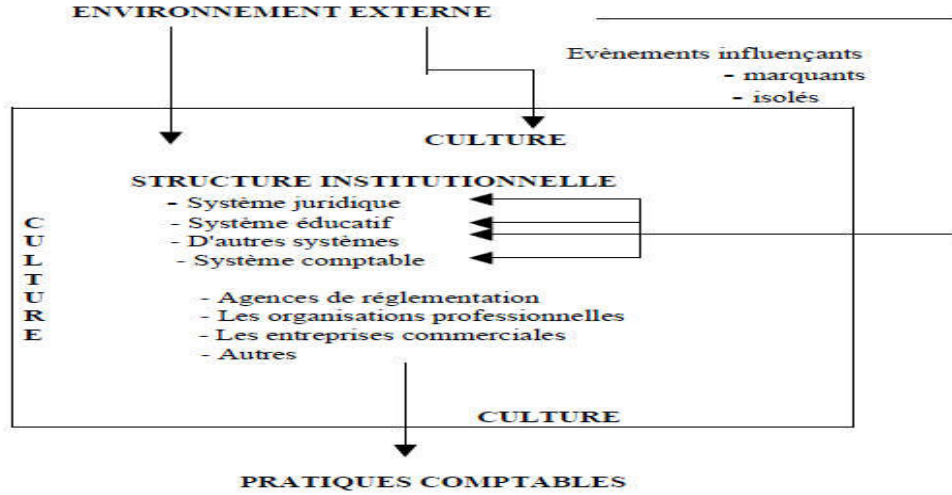 ENVIRONNEMENT EXTERNE
Evènements influençants
- marquants
- isolés
CULTURE
STRUCTURE INSTITUTIONNELLE
- Système juridique
- Système éducatif
- D'autres systèmes
- Système comptable
CULTURE
- Agences de réglementation
- Les organisations professionnelles
- Les entreprises commerciales
- Autres
CULTURE
PRATIQUES COMPTABLES